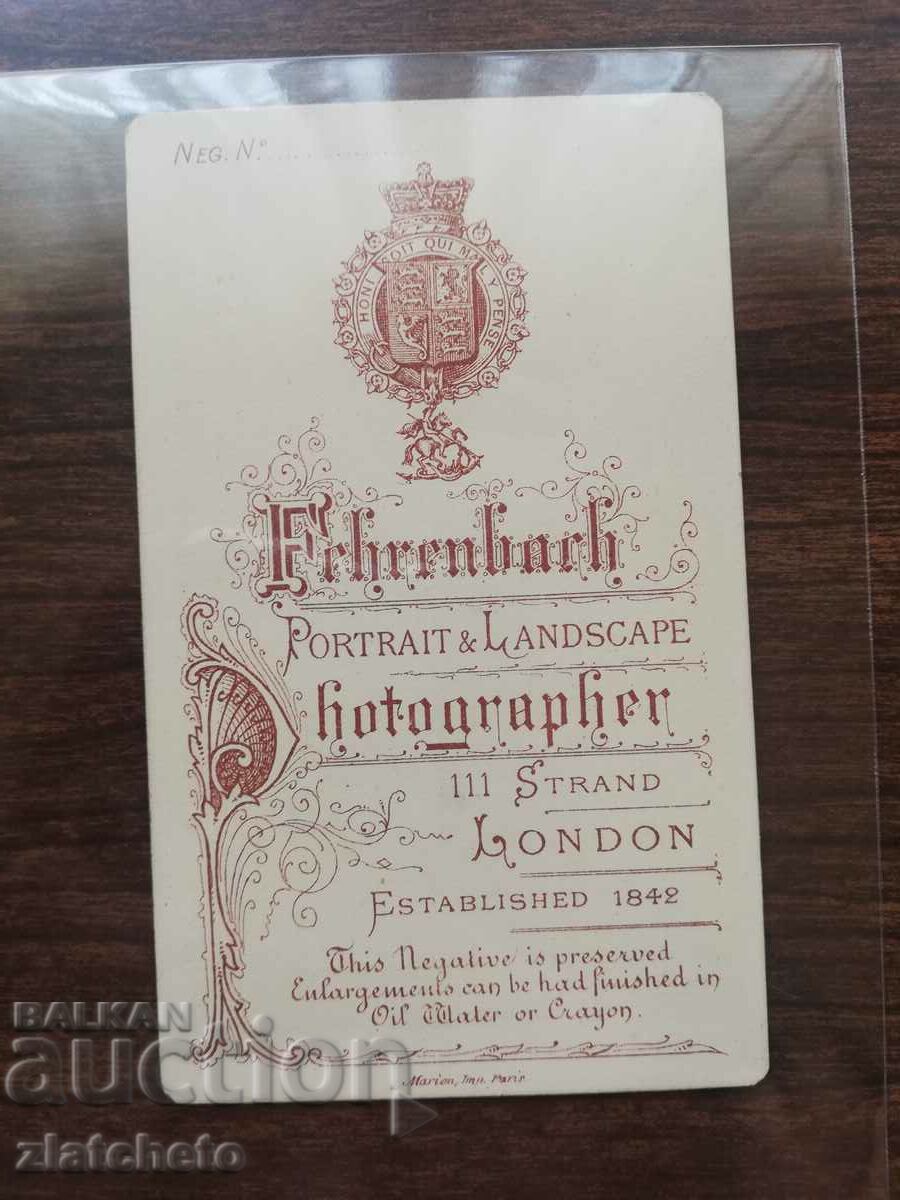 NEG. Nº
HONI SOIT QUI MAL Y PENSE
Fehrenbach
PORTRAIT & LANDSCAPE
Photographer
111 STRAND
LONDON
ESTABLISHED 1842
This Negative is preserved
Enlargements can be had finished in
Oil Water or Crayon.
Marion, Imp. Paris
BALKAN
auction
zlatcheto